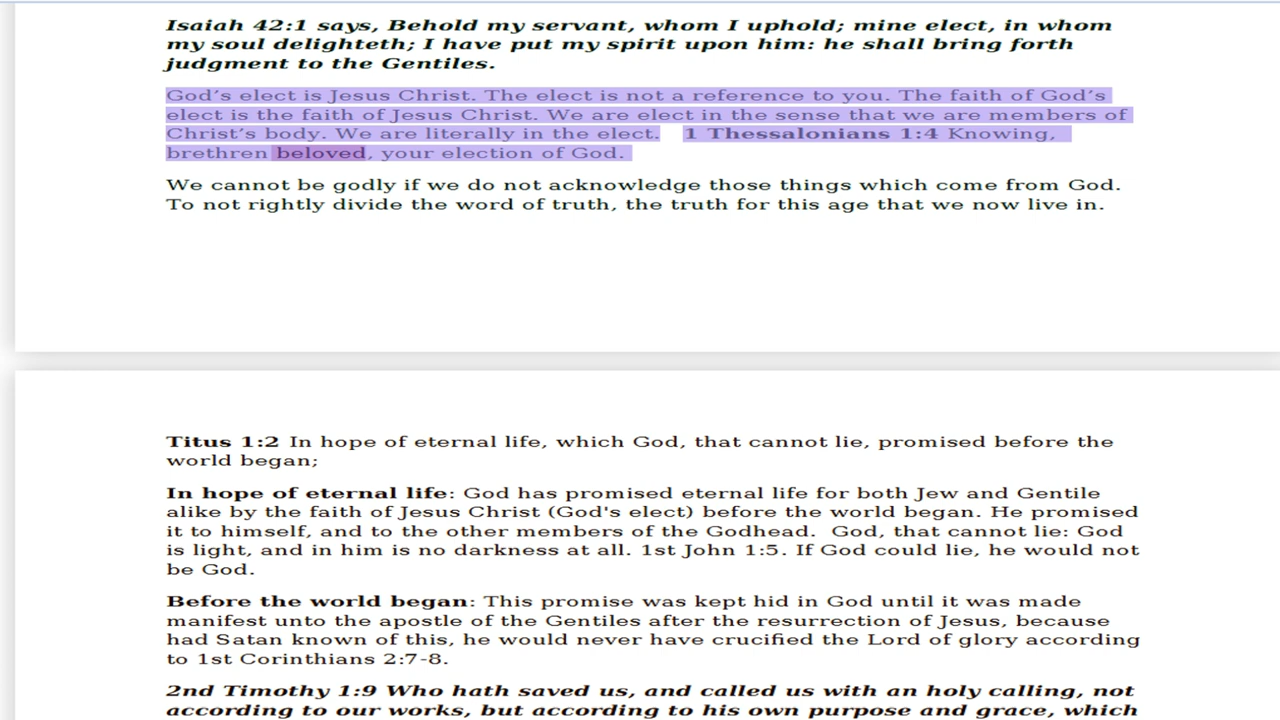 Isaiah 42:1 says, Behold my servant, whom I uphold; mine elect, in whom
my soul delighteth; I have put my spirit upon him: he shall bring forth
judgment to the Gentiles.
God's elect is Jesus Christ. The elect is not a reference to you. The faith of God's
elect is the faith of Jesus Christ. We are elect in the sense that we are members of
Christ's body. We are literally in the elect. 1 Thessalonians 1:4 Knowing,
brethren beloved, your election of God.
We cannot be godly if we do not acknowledge those things which come from God.
To not rightly divide the word of truth, the truth for this age that we now live in.
Titus 1:2 In hope of eternal life, which God, that cannot lie, promised before the
world began;
In hope of eternal life: God has promised eternal life for both Jew and Gentile
alike by the faith of Jesus Christ (God's elect) before the world began. He promised
it to himself, and to the other members of the Godhead. God, that cannot lie: God
is light, and in him is no darkness at all. 1st John 1:5. If God could lie, he would not
be God.
Before the world began: This promise was kept hid in God until it was made
manifest unto the apostle of the Gentiles after the resurrection of Jesus, because
had Satan known of this, he would never have crucified the Lord of glory according
to 1st Corinthians 2:7-8.
2nd Timothy 1:9 Who hath saved us, and called us with an holy calling, not
according to our works, but according to his own purpose and grace, which